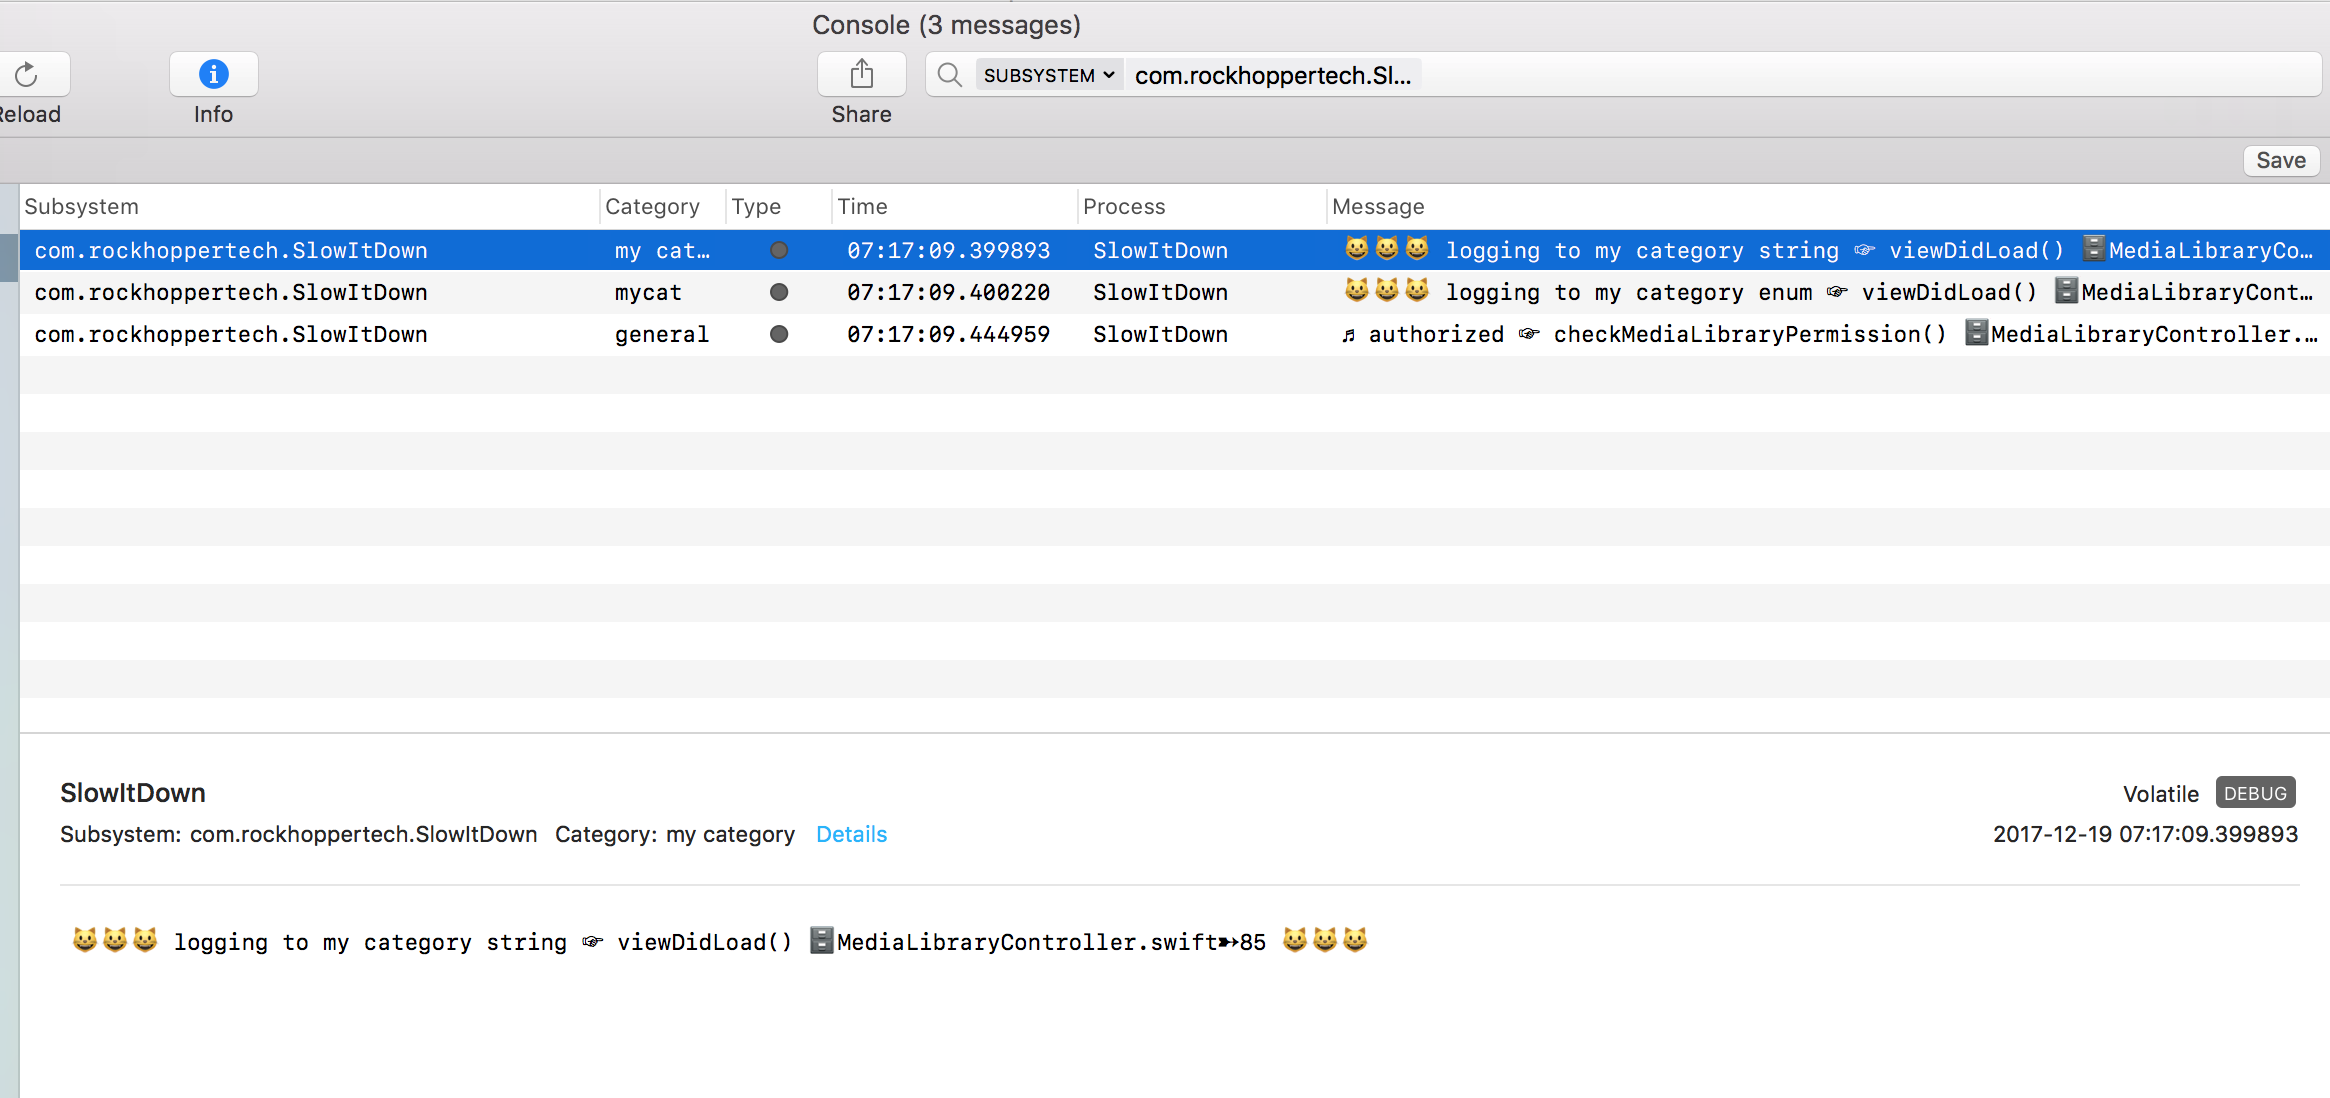 Console (3 messages)
SUBSYSTEM com.rockhoppertech.Sl...
Info Share
Save
Subsystem Category Type Time Process Message
com.rockhoppertech.SlowItDown my cat… 07:17:09.399893 SlowItDown 😺😺😺 logging to my category string ☞ viewDidLoad() 🗄MediaLibraryCo…
com.rockhoppertech.SlowItDown mycat 07:17:09.400220 SlowItDown 😺😺😺 logging to my category enum ☞ viewDidLoad() 🗄MediaLibraryCont…
com.rockhoppertech.SlowItDown general 07:17:09.444959 SlowItDown ♬ authorized ☞ checkMediaLibraryPermission() 🗄MediaLibraryController.…
SlowItDown Volatile DEBUG
Subsystem: com.rockhoppertech.SlowItDown Category: my category Details 2017-12-19 07:17:09.399893
😺😺😺 logging to my category string ☞ viewDidLoad() 🗄MediaLibraryController.swift➽85 😺😺😺